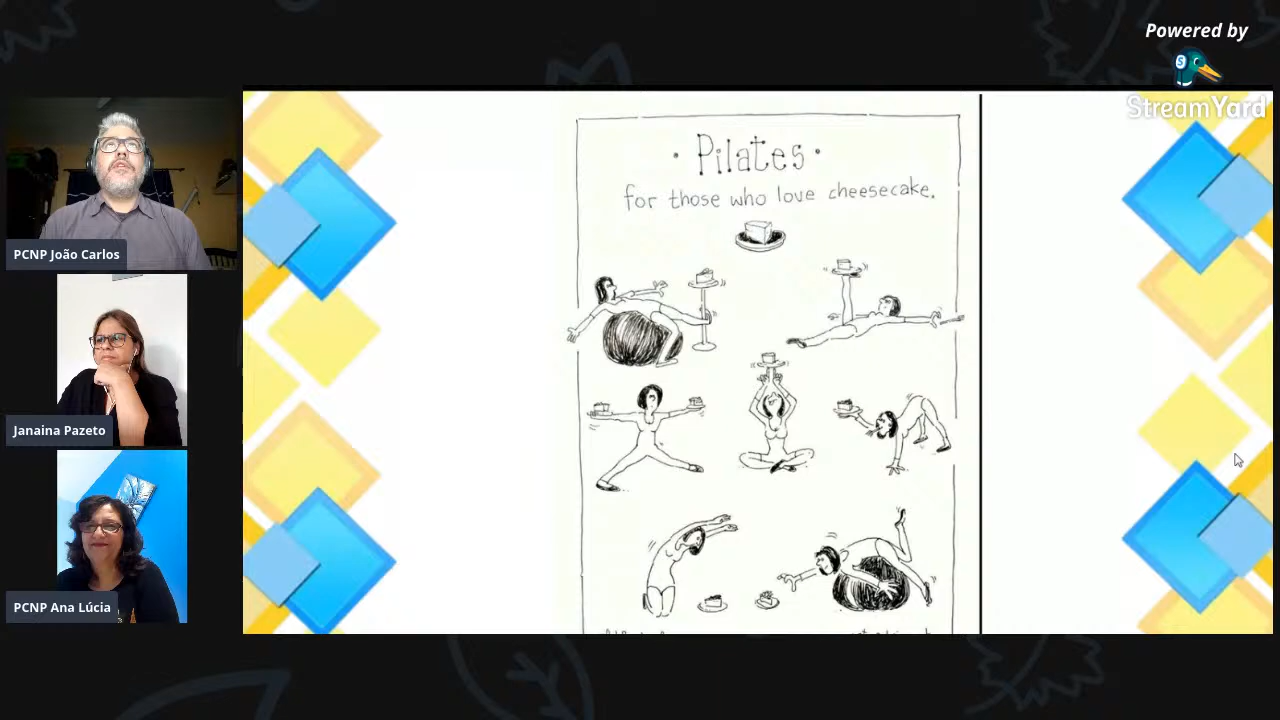 Powered by
StreamYard
PCNP João Carlos
Janaina Pazeto
PCNP Ana Lúcia
• Pilates •
for those who love cheesecake.